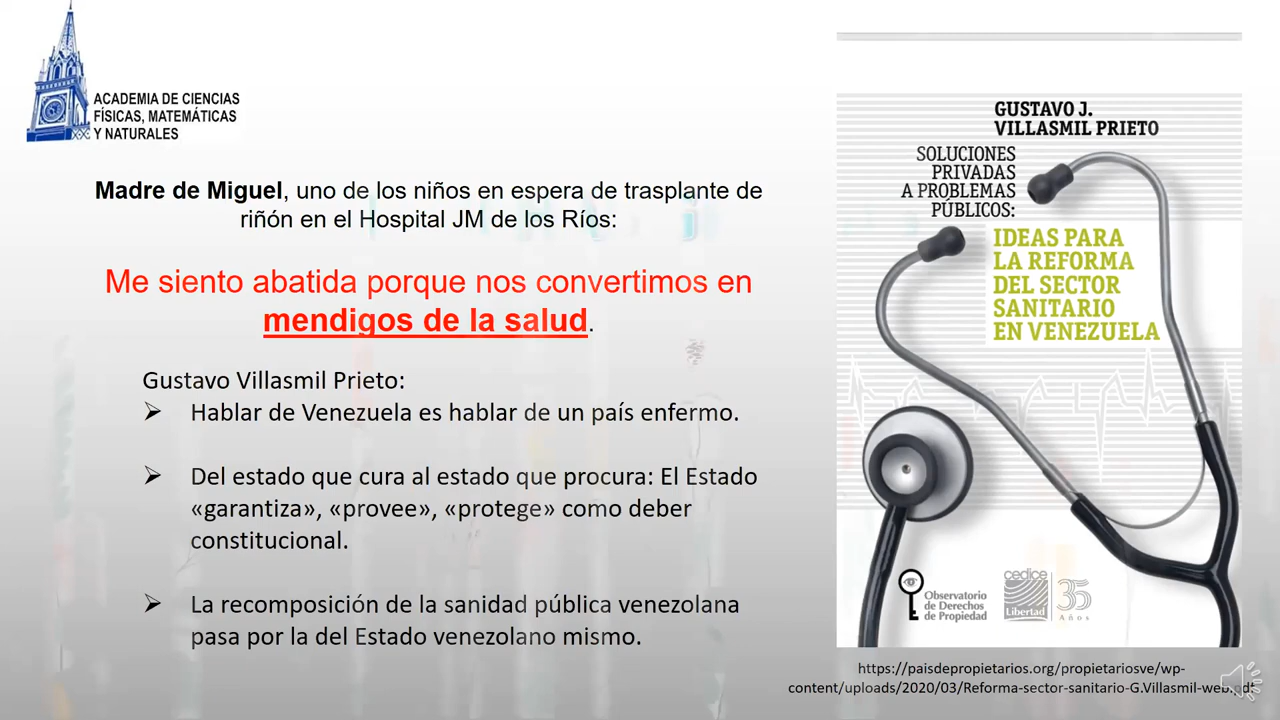 ACADEMIA DE CIENCIAS
FÍSICAS, MATEMÁTICAS
Y NATURALES
Madre de Miguel, uno de los niños en espera de trasplante de
riñón en el Hospital JM de los Ríos:
Me siento abatida porque nos convertimos en
mendigos de la salud.
Gustavo Villasmil Prieto:
➢ Hablar de Venezuela es hablar de un país enfermo.
➢ Del estado que cura al estado que procura: El Estado
«garantiza», «provee», «protege» como deber
constitucional.
➢ La recomposición de la sanidad pública venezolana
pasa por la del Estado venezolano mismo.
GUSTAVO J.
VILLASMIL PRIETO
SOLUCIONES
PRIVADAS
A PROBLEMAS
PÚBLICOS:
IDEAS PARA
LA REFORMA
DEL SECTOR
SANITARIO
EN VENEZUELA
Observatorio
de Derechos
de Propiedad
cedice
Libertad
35
Años
https://paisdepropietarios.org/propietariosve/wp-
content/uploads/2020/03/Reforma-sector-sanitario-G.Villasmil-web.pdf